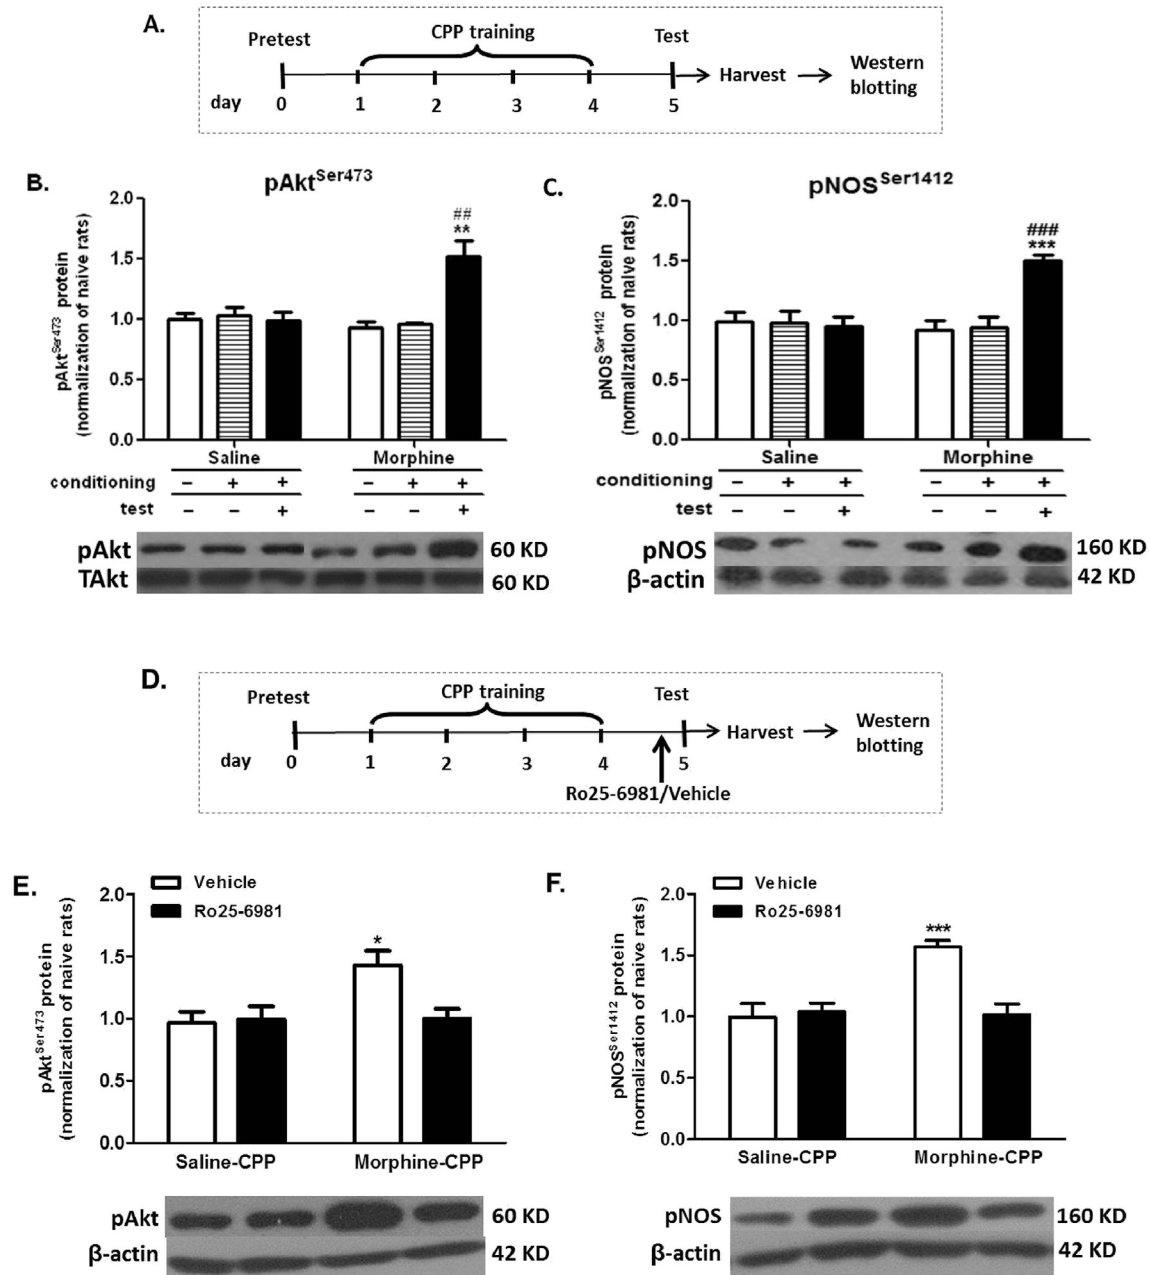 A.
Pretest CPP training Test
Harvest Western blotting
day 0 1 2 3 4 5
B.
pAktSer473
pAktSer473 protein
(normalization of naive rats)
2.0
1.5
1.0
0.5
0.0
##
**
Saline Morphine
conditioning − + + − + +
test − − + − − +
pAkt 60 KD
TAkt 60 KD
C.
pNOSSer1412
pNOSSer1412 protein
(normalization of naive rats)
2.0
1.5
1.0
0.5
0.0
###
***
Saline Morphine
conditioning − + + − + +
test − − + − − +
pNOS 160 KD
β-actin 42 KD
D.
Pretest CPP training Test
Harvest Western blotting
day 0 1 2 3 4 5
Ro25-6981/Vehicle
E.
Vehicle
Ro25-6981
pAktSer473 protein
(normalization of naive rats)
2.0
1.5
1.0
0.5
0.0
*
Saline-CPP Morphine-CPP
pAkt 60 KD
β-actin 42 KD
F.
Vehicle
Ro25-6981
pNOSSer1412 protein
(normalization of naive rats)
2.0
1.5
1.0
0.5
0.0
***
Saline-CPP Morphine-CPP
pNOS 160 KD
β-actin 42 KD